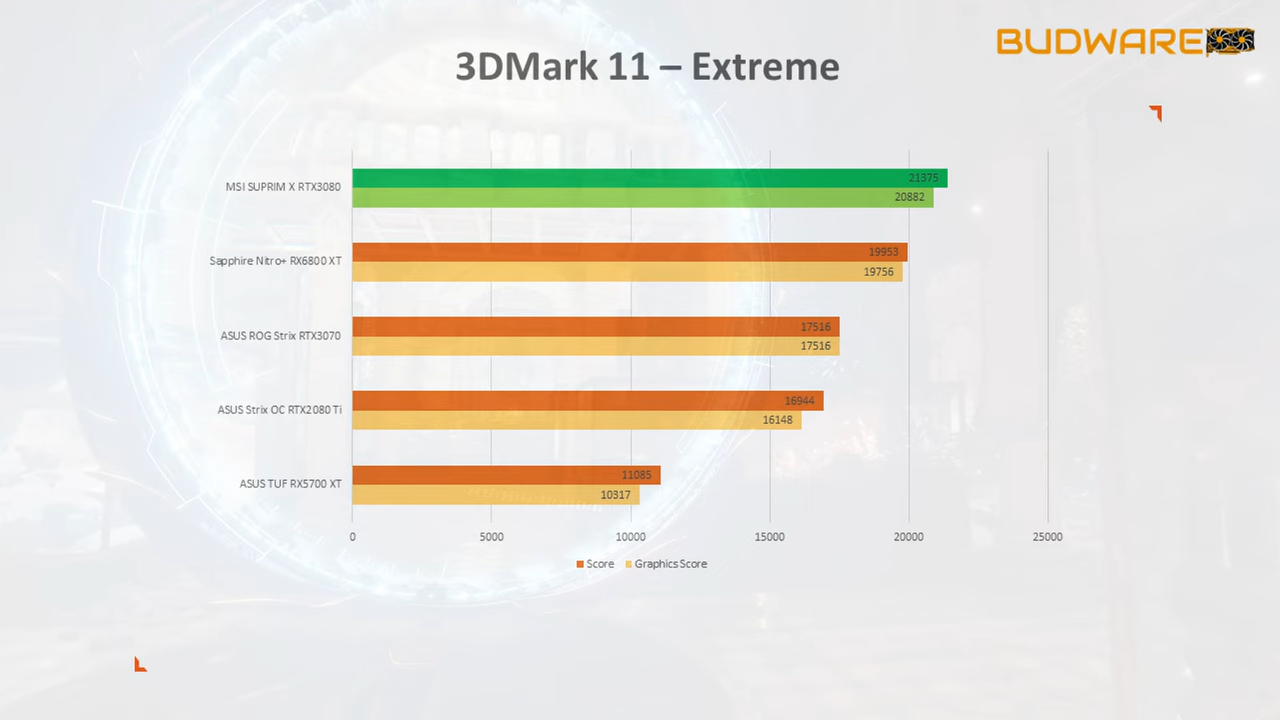 BUDWARE
3DMark 11 – Extreme
MSI SUPRIM X RTX3080
21375
20882
Sapphire Nitro+ RX6800 XT
19953
19756
ASUS ROG Strix RTX3070
17516
17516
ASUS Strix OC RTX2080 Ti
16944
16148
ASUS TUF RX5700 XT
11085
10317
0 5000 10000 15000 20000 25000
Score Graphics Score